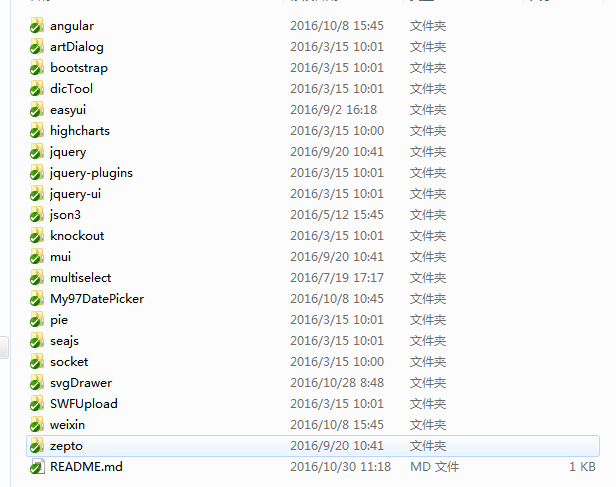 angular 2016/10/8 15:45 文件夹
artDialog 2016/3/15 10:01 文件夹
bootstrap 2016/3/15 10:01 文件夹
dicTool 2016/3/15 10:01 文件夹
easyui 2016/9/2 16:18 文件夹
highcharts 2016/3/15 10:00 文件夹
jquery 2016/9/20 10:41 文件夹
jquery-plugins 2016/3/15 10:01 文件夹
jquery-ui 2016/3/15 10:01 文件夹
json3 2016/5/12 15:45 文件夹
knockout 2016/3/15 10:01 文件夹
mui 2016/9/20 10:41 文件夹
multiselect 2016/7/19 17:17 文件夹
My97DatePicker 2016/10/8 10:45 文件夹
pie 2016/3/15 10:01 文件夹
seajs 2016/3/15 10:01 文件夹
socket 2016/3/15 10:00 文件夹
svgDrawer 2016/10/28 8:48 文件夹
SWFUpload 2016/3/15 10:01 文件夹
weixin 2016/10/8 15:45 文件夹
zepto 2016/9/20 10:41 文件夹
README.md 2016/10/30 11:18 MD 文件 1 KB